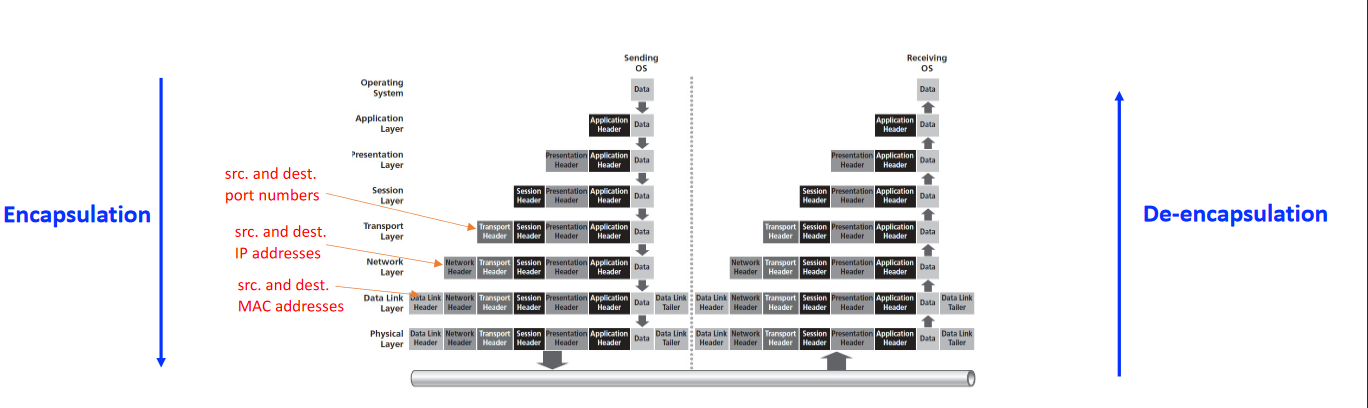 Sending
OS
Receiving
OS
Operating
System
Data
Data
Application
Layer
Application
Header
Data
Application
Header
Data
Presentation
Layer
Presentation
Header
Application
Header
Data
Presentation
Header
Application
Header
Data
src. and dest.
port numbers
Session
Layer
Session
Header
Presentation
Header
Application
Header
Data
Session
Header
Presentation
Header
Application
Header
Data
Encapsulation
De-encapsulation
src. and dest.
IP addresses
Transport
Layer
Transport
Header
Session
Header
Presentation
Header
Application
Header
Data
Transport
Header
Session
Header
Presentation
Header
Application
Header
Data
Network
Layer
Network
Header
Transport
Header
Session
Header
Presentation
Header
Application
Header
Data
Network
Header
Transport
Header
Session
Header
Presentation
Header
Application
Header
Data
src. and dest.
MAC addresses
Data Link
Layer
Data Link
Header
Network
Header
Transport
Header
Session
Header
Presentation
Header
Application
Header
Data
Data Link
Tailer
Data Link
Header
Network
Header
Transport
Header
Session
Header
Presentation
Header
Application
Header
Data
Data Link
Tailer
Physical
Layer
Data Link
Header
Network
Header
Transport
Header
Session
Header
Presentation
Header
Application
Header
Data
Data Link
Tailer
Data Link
Header
Network
Header
Transport
Header
Session
Header
Presentation
Header
Application
Header
Data
Data Link
Tailer